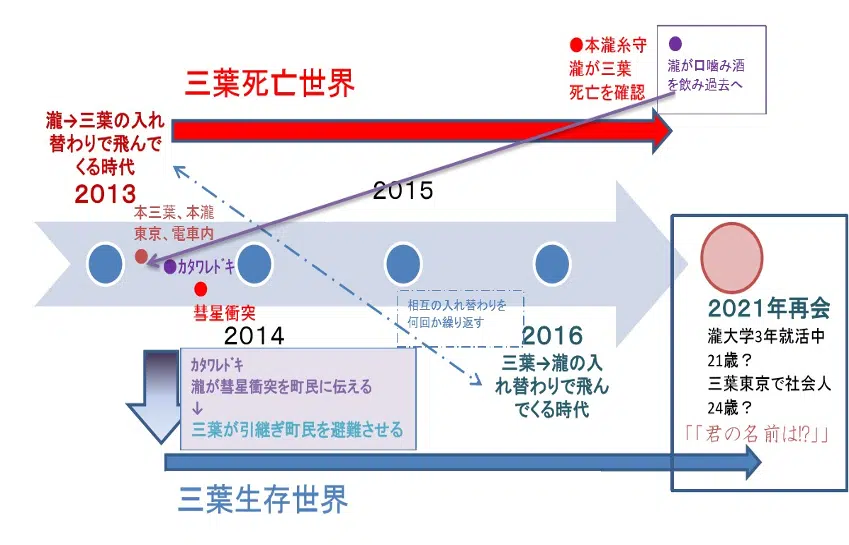 三葉死亡世界
●本瀧糸守
瀧が三葉
死亡を確認
●
瀧が口噛み酒
を飲み過去へ
瀧→三葉の入れ
替わりで飛んで
くる時代
2013
2015
本三葉、本瀧
東京、電車内
カタワレドキ
彗星衝突
2014
相互の入れ替わりを
何回か繰り返す
2016
三葉→瀧の入
れ替わりで飛ん
でくる時代
カタワレドキ
瀧が彗星衝突を町民に伝える
↓
三葉が引継ぎ町民を避難させる
2021年再会
瀧大学3年就活中
21歳？
三葉東京で社会人
24歳？
「「君の名前は!?」」
三葉生存世界